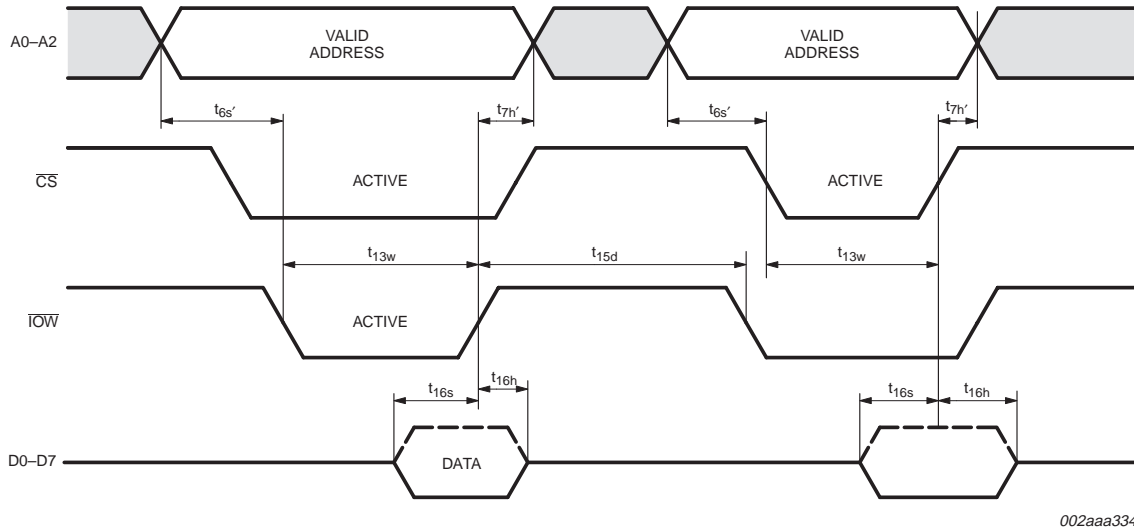 A0–A2
VALID
ADDRESS
VALID
ADDRESS
t6s′
t7h′
t6s′
t7h′
CS
ACTIVE
ACTIVE
t13w
t15d
t13w
IOW
ACTIVE
t16s
t16h
t16s
t16h
D0–D7
DATA
002aaa334